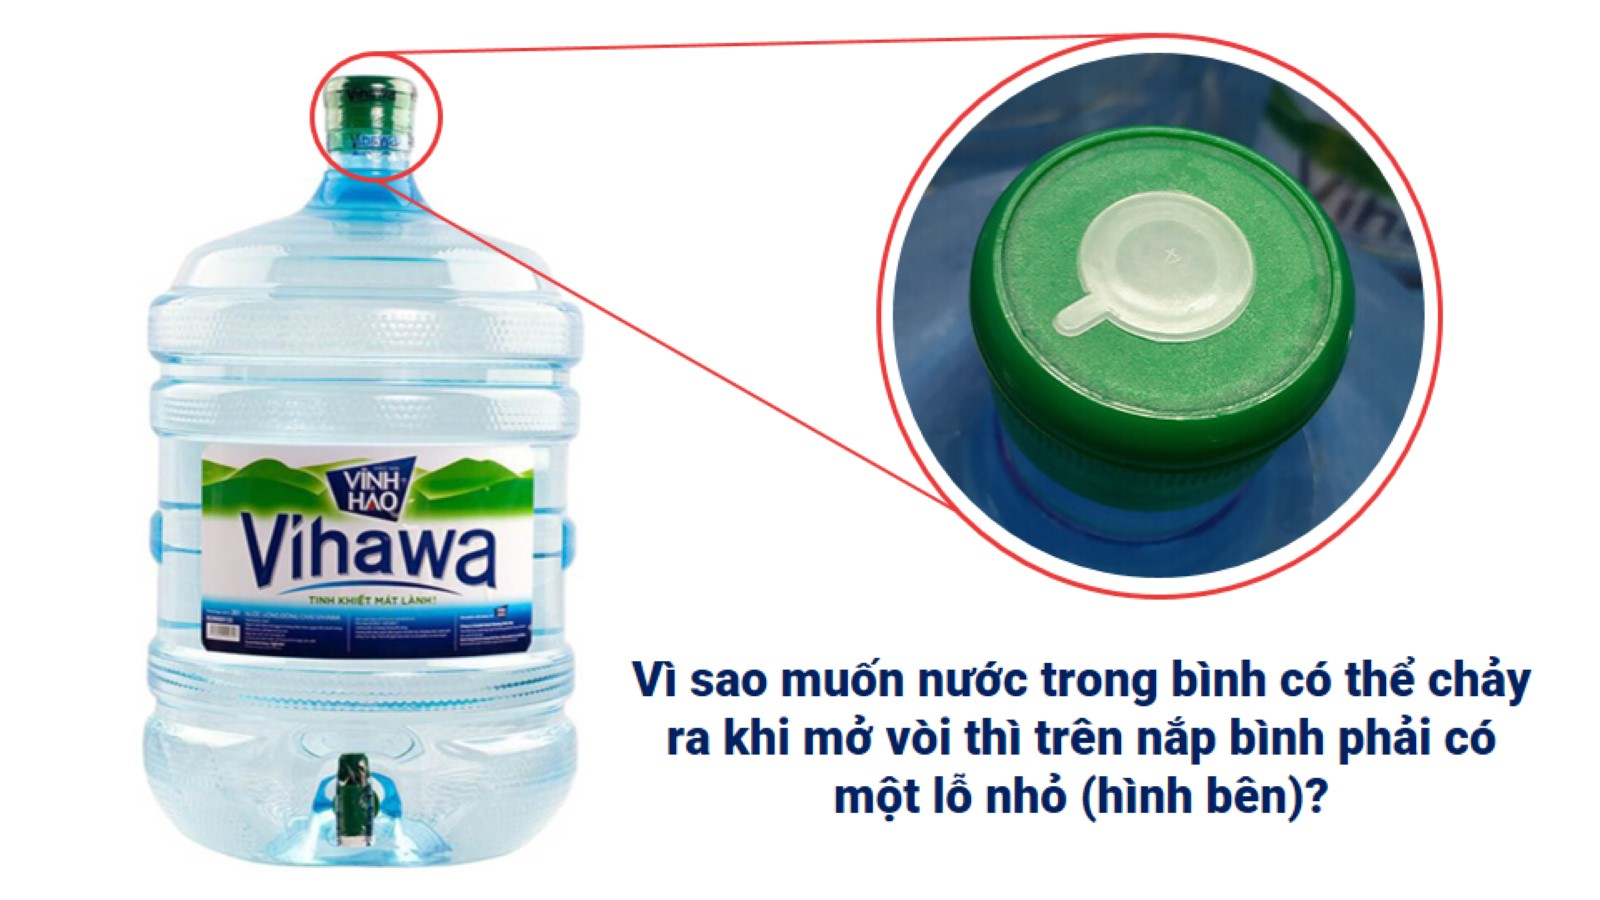 VĨNH
HẢO
Vihawa
TINH KHIẾT MÁT LÀNH!
Vì sao muốn nước trong bình có thể chảy
ra khi mở vòi thì trên nắp bình phải có
một lỗ nhỏ (hình bên)?